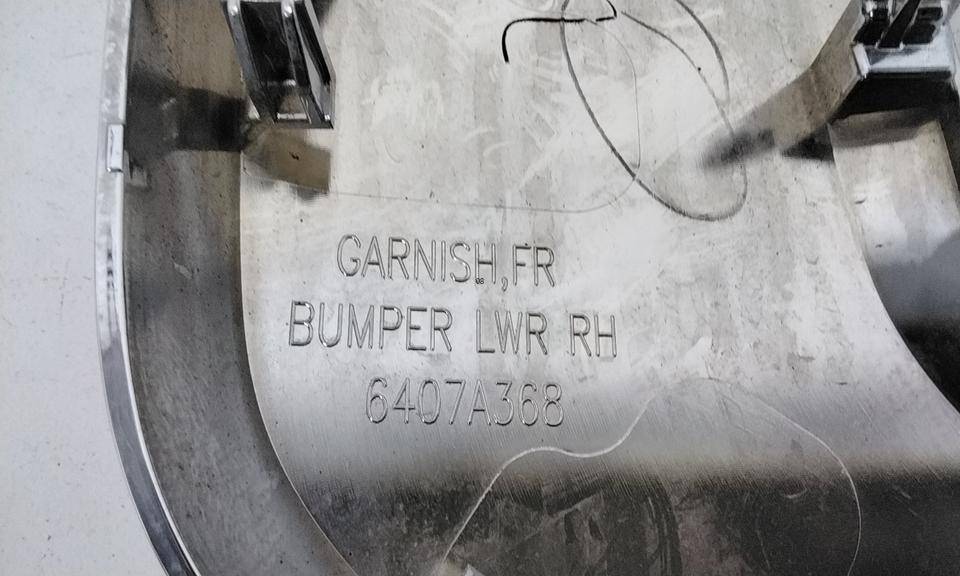 GARNISH,FR
BUMPER LWR RH
6407A368